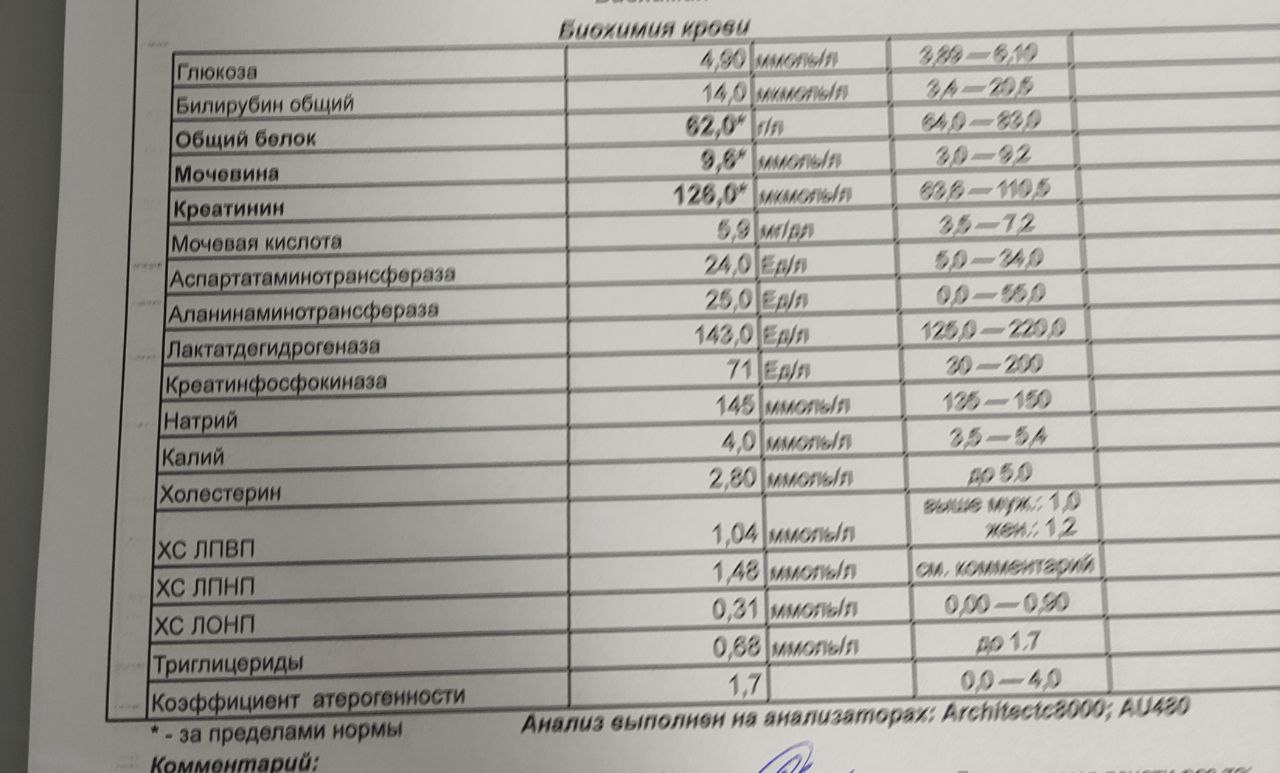 Биохимия крови
Глюкоза 4,90 ммоль/л 3,89 — 6,10
Билирубин общий 14,0 мкмоль/л 3,4 — 20,5
Общий белок 62,0* г/л 64,0 — 83,0
Мочевина 9,6* ммоль/л 3,0 — 9,2
Креатинин 126,0* мкмоль/л 63,6 — 110,5
Мочевая кислота 5,9 мг/дл 3,5 — 7,2
Аспартатаминотрансфераза 24,0 Ед/л 5,0 — 34,0
Аланинаминотрансфераза 25,0 Ед/л 0,0 — 55,0
Лактатдегидрогеназа 143,0 Ед/л 125,0 — 220,0
Креатинфосфокиназа 71 Ед/л 30 — 200
Натрий 145 ммоль/л 135 — 150
Калий 4,0 ммоль/л 3,5 — 5,4
Холестерин 2,80 ммоль/л до 5.0
выше муж.: 1,0
ХС ЛПВП 1,04 ммоль/л жен.: 1,2
ХС ЛПНП 1,48 ммоль/л см. комментарий
ХС ЛОНП 0,31 ммоль/л 0,00 — 0,90
Триглицериды 0,68 ммоль/л до 1.7
Коэффициент атерогенности 1,7 0,0 — 4,0
* - за пределами нормы Анализ выполнен на анализаторах: Architectc8000; AU480
Комментарий: